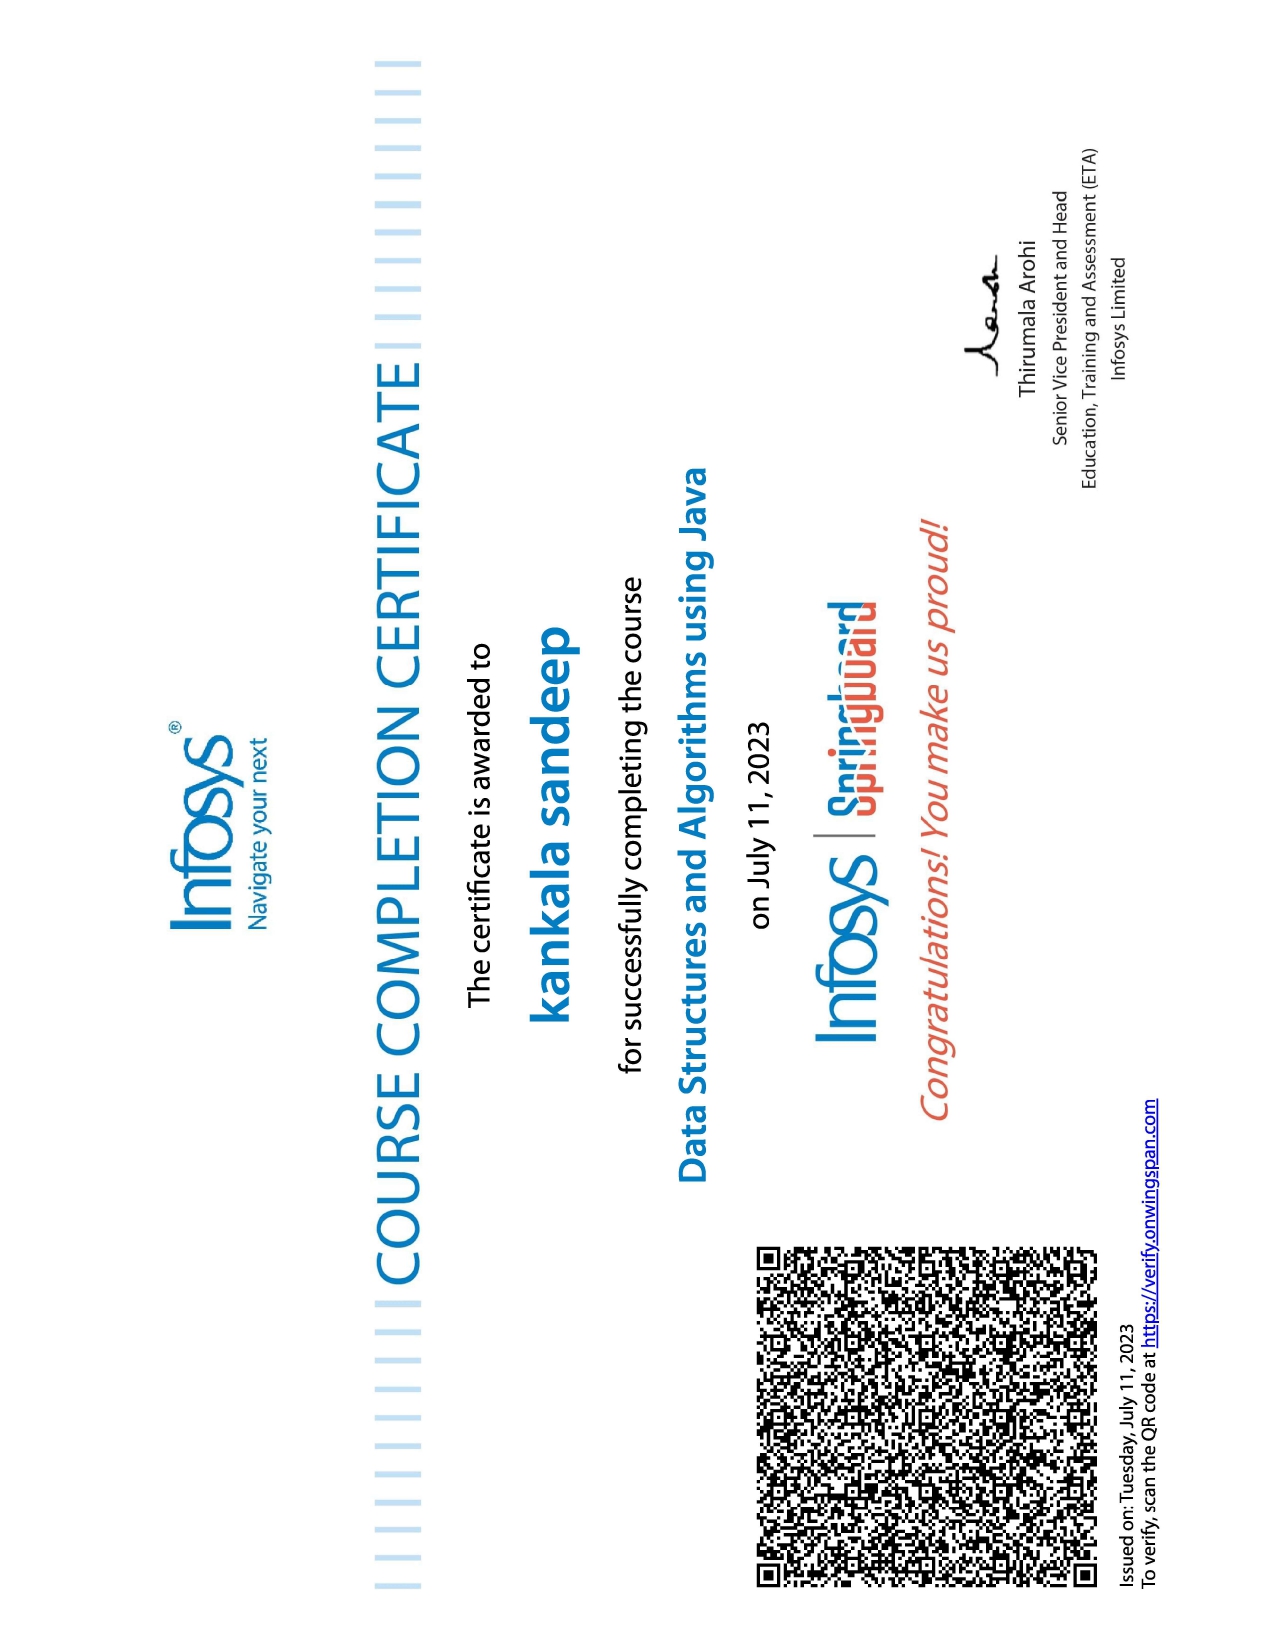 Infosys®
Navigate your next
COURSE COMPLETION CERTIFICATE
The certificate is awarded to
kankala sandeep
for successfully completing the course
Data Structures and Algorithms using Java
on July 11, 2023
Infosys | Springboard
Congratulations! You make us proud!
Thirumala Arohi
Senior Vice President and Head
Education, Training and Assessment (ETA)
Infosys Limited
Issued on: Tuesday, July 11, 2023
To verify, scan the QR code at https://verify.onwingspan.com